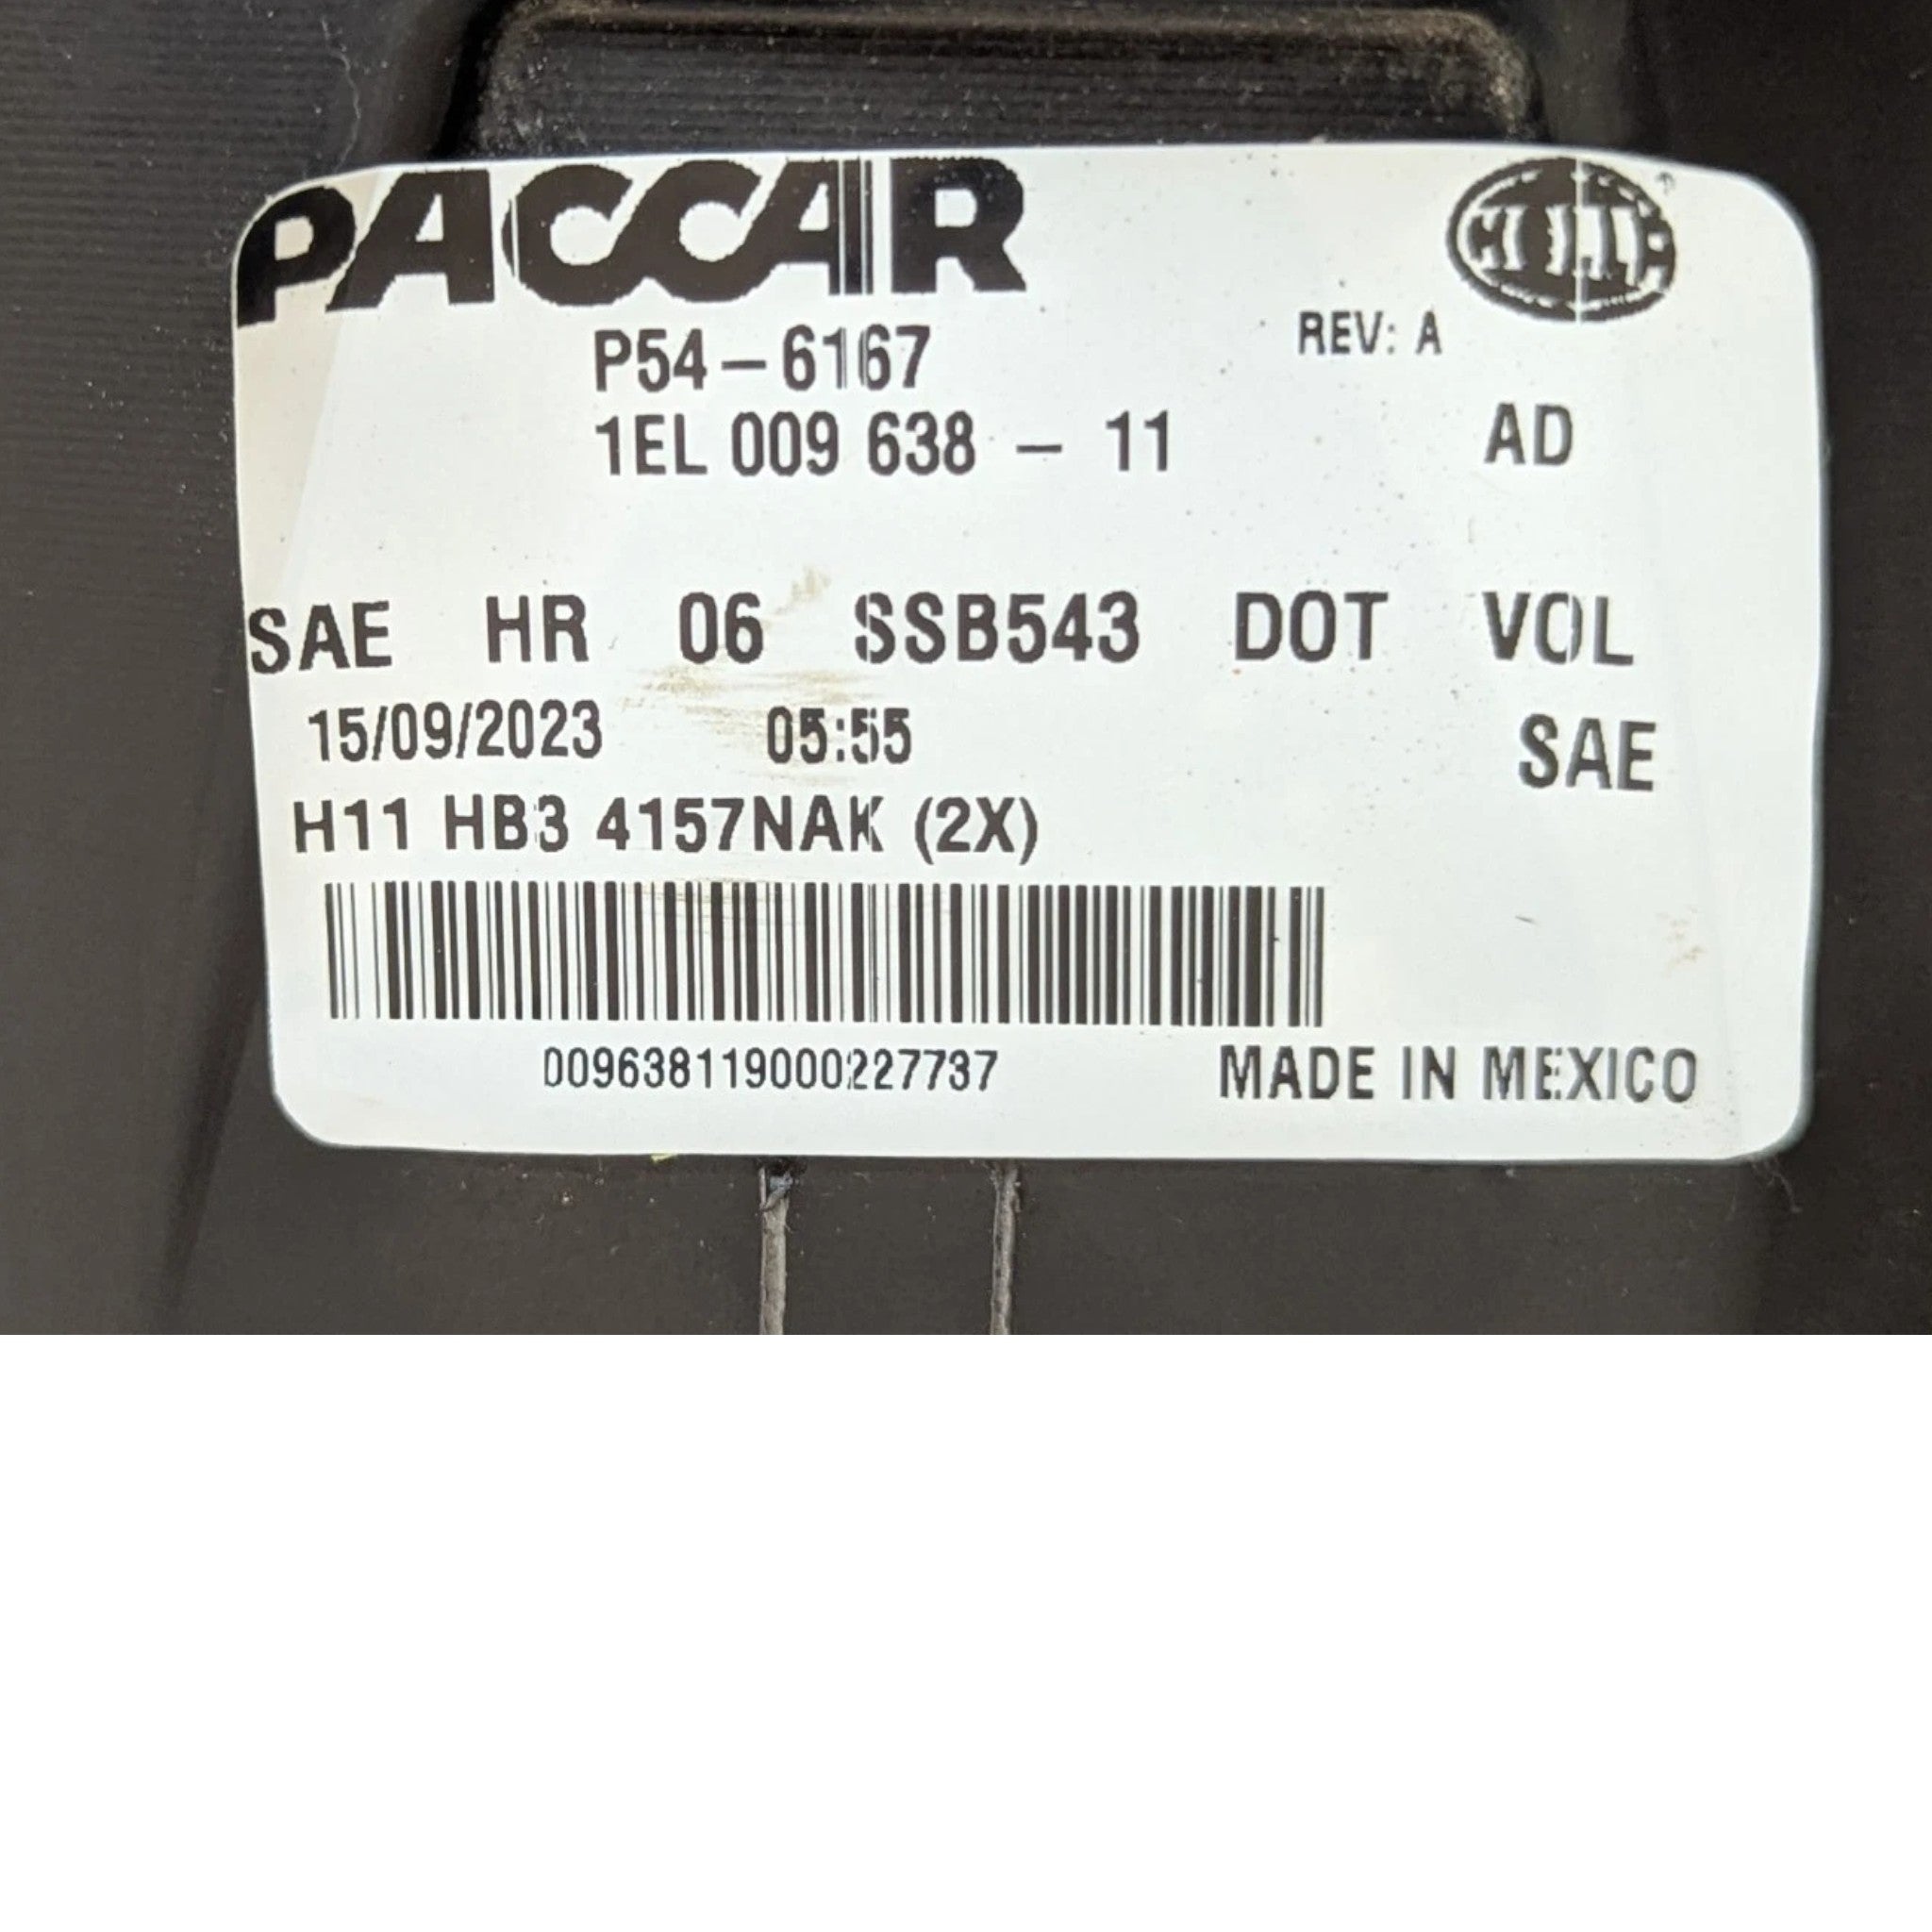 PACCAR
HELLA
P54-6167
REV: A
1EL 009 638 - 11
AD
SAE HR 06 SSB543 DOT VOL
15/09/2023 05:55
SAE
H11 HB3 4157NAK (2X)
009638119000227737
MADE IN MEXICO